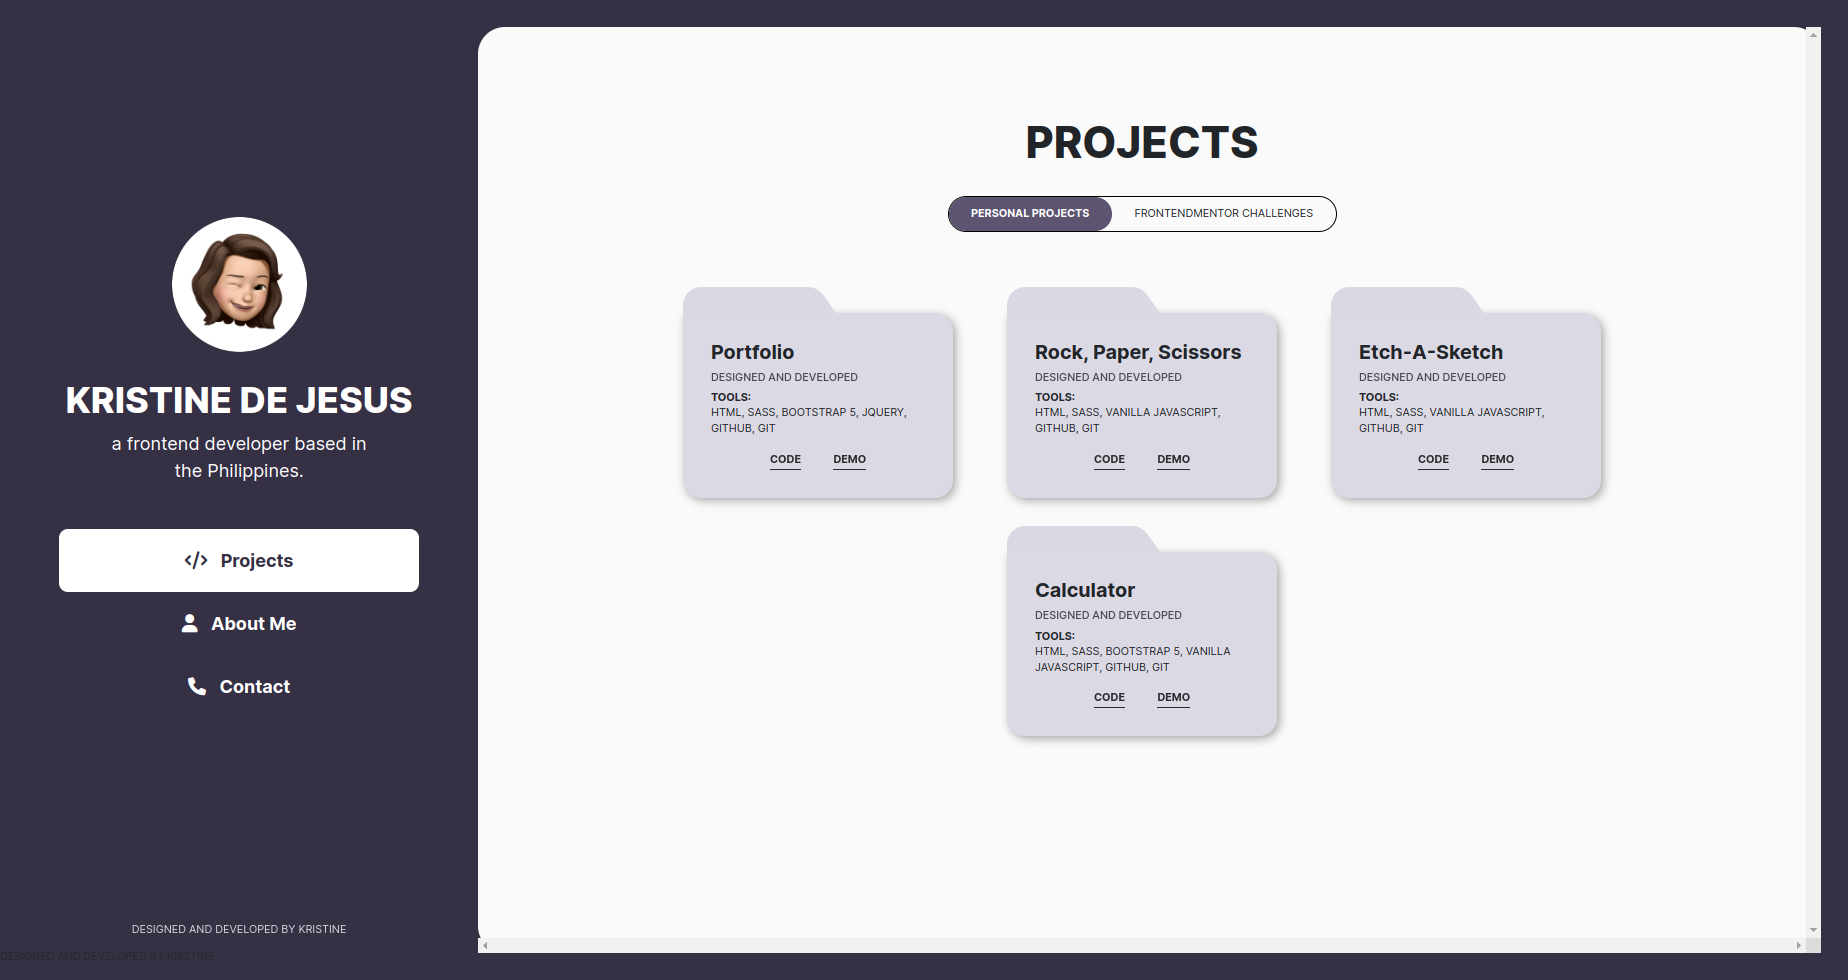 KRISTINE DE JESUS
a frontend developer based in
the Philippines.
Projects
About Me
Contact
DESIGNED AND DEVELOPED BY KRISTINE
DESIGNED AND DEVELOPED BY KRISTINE
PROJECTS
PERSONAL PROJECTS
FRONTENDMENTOR CHALLENGES
Portfolio
DESIGNED AND DEVELOPED
TOOLS:
HTML, SASS, BOOTSTRAP 5, JQUERY,
GITHUB, GIT
CODE DEMO
Rock, Paper, Scissors
DESIGNED AND DEVELOPED
TOOLS:
HTML, SASS, VANILLA JAVASCRIPT,
GITHUB, GIT
CODE DEMO
Etch-A-Sketch
DESIGNED AND DEVELOPED
TOOLS:
HTML, SASS, VANILLA JAVASCRIPT,
GITHUB, GIT
CODE DEMO
Calculator
DESIGNED AND DEVELOPED
TOOLS:
HTML, SASS, BOOTSTRAP 5, VANILLA
JAVASCRIPT, GITHUB, GIT
CODE DEMO